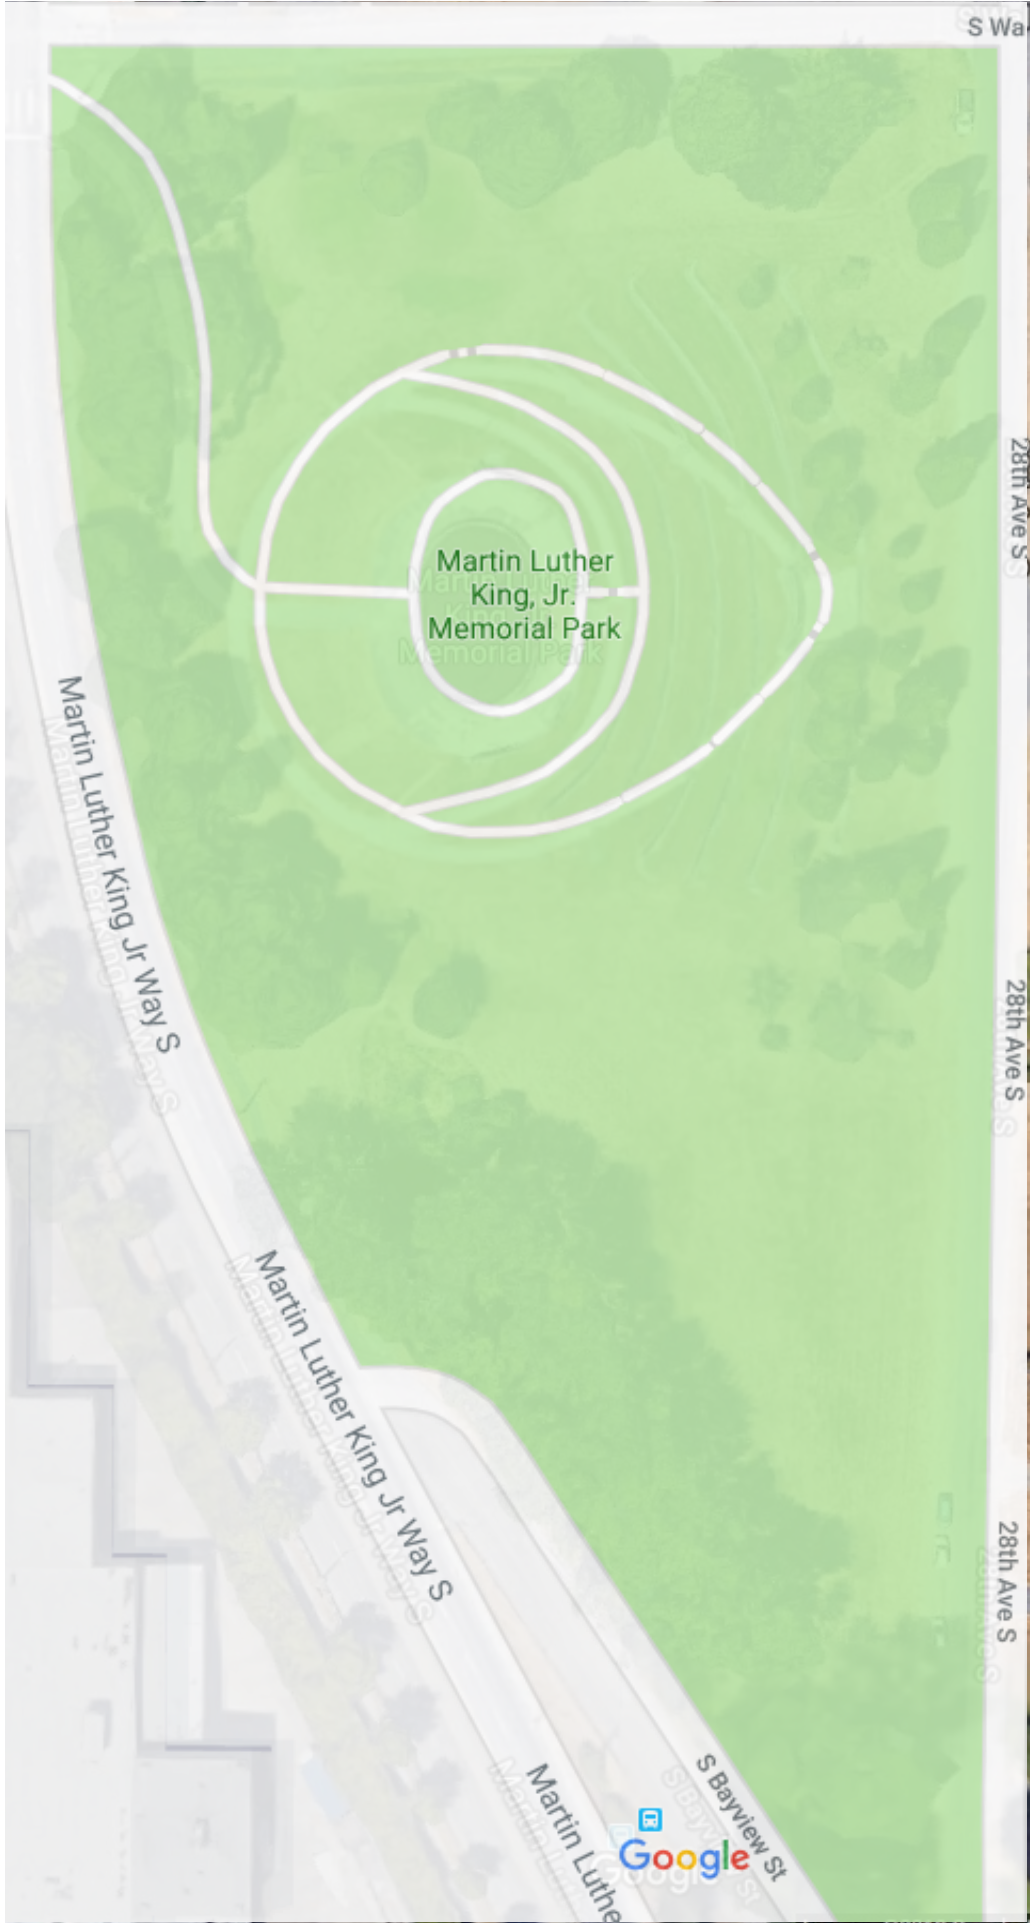 S Wa
28th Ave S
Martin Luther
King, Jr.
Memorial Park
Martin Luther King Jr Way S
28th Ave S
Martin Luther King Jr Way S
28th Ave S
S Bayview St
Martin Luthe
Google